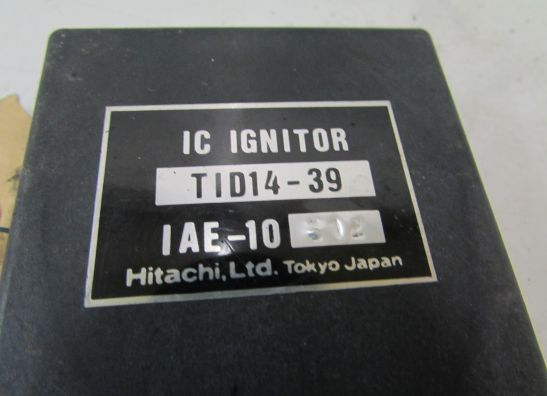 IC IGNITOR
TID14-39
IAE-10
Hitachi, Ltd. Tokyo Japan